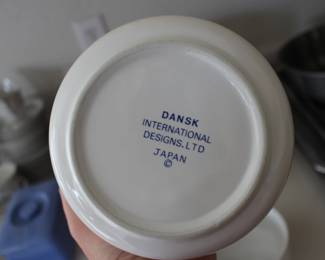 DANSK
INTERNATIONAL
DESIGNS.LTD
JAPAN
©